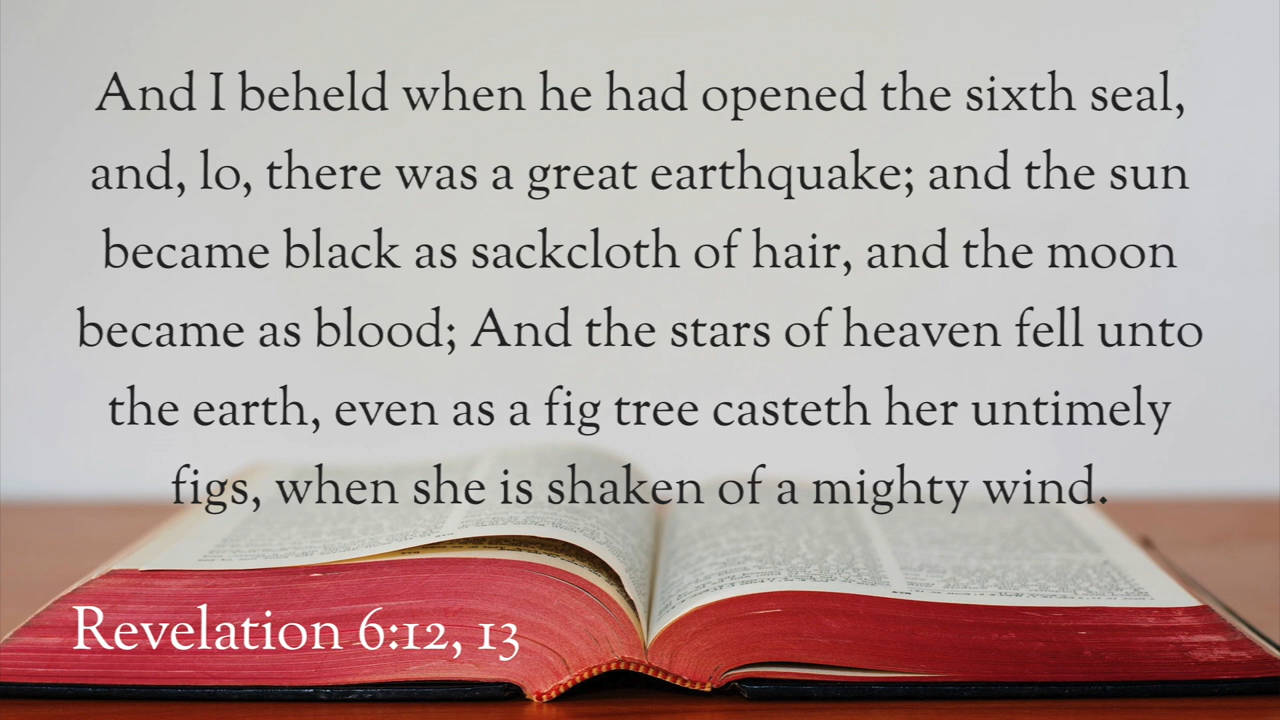 And I beheld when he had opened the sixth seal,
and, lo, there was a great earthquake; and the sun
became black as sackcloth of hair, and the moon
became as blood; And the stars of heaven fell unto
the earth, even as a fig tree casteth her untimely
figs, when she is shaken of a mighty wind.
Revelation 6:12, 13